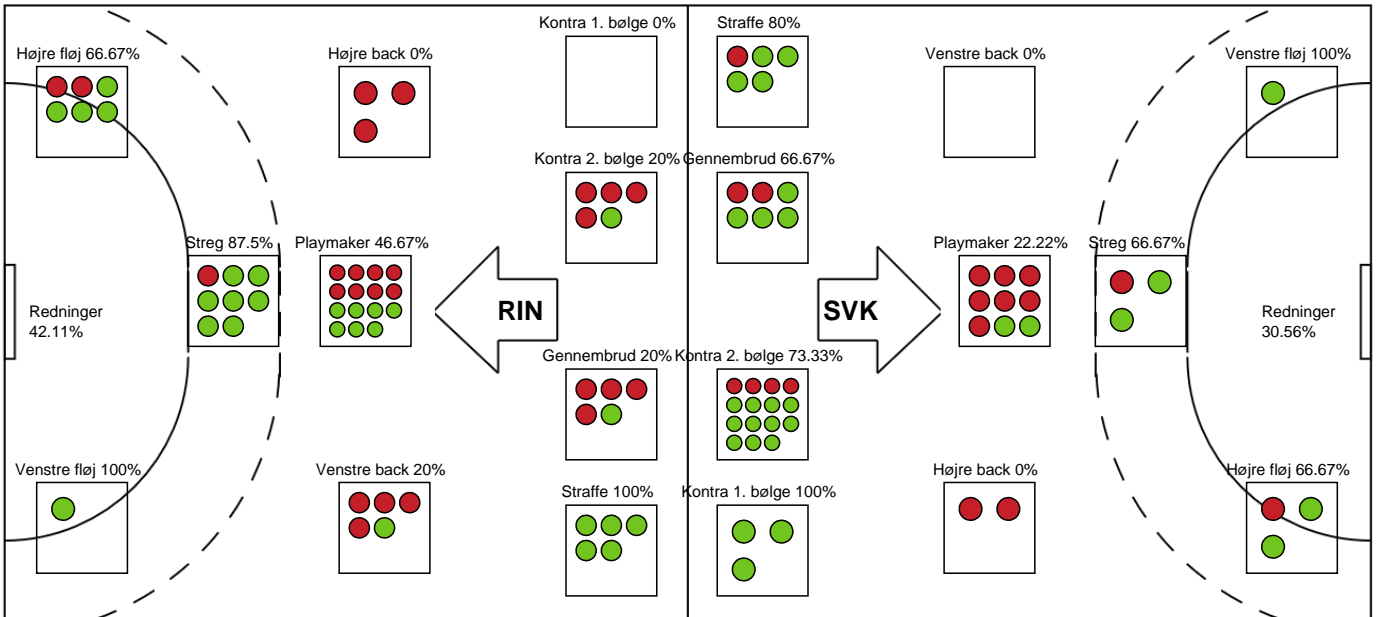 Kontra 1. bølge 0%
Straffe 80%
Højre fløj 66.67%
Højre back 0%
Venstre back 0%
Venstre fløj 100%
Kontra 2. bølge 20%
Gennembrud 66.67%
Streg 87.5%
Playmaker 46.67%
Playmaker 22.22%
Streg 66.67%
Redninger
42.11%
RIN
SVK
Redninger
30.56%
Gennembrud 20%
Kontra 2. bølge 73.33%
Venstre fløj 100%
Venstre back 20%
Højre back 0%
Højre fløj 66.67%
Straffe 100%
Kontra 1. bølge 100%